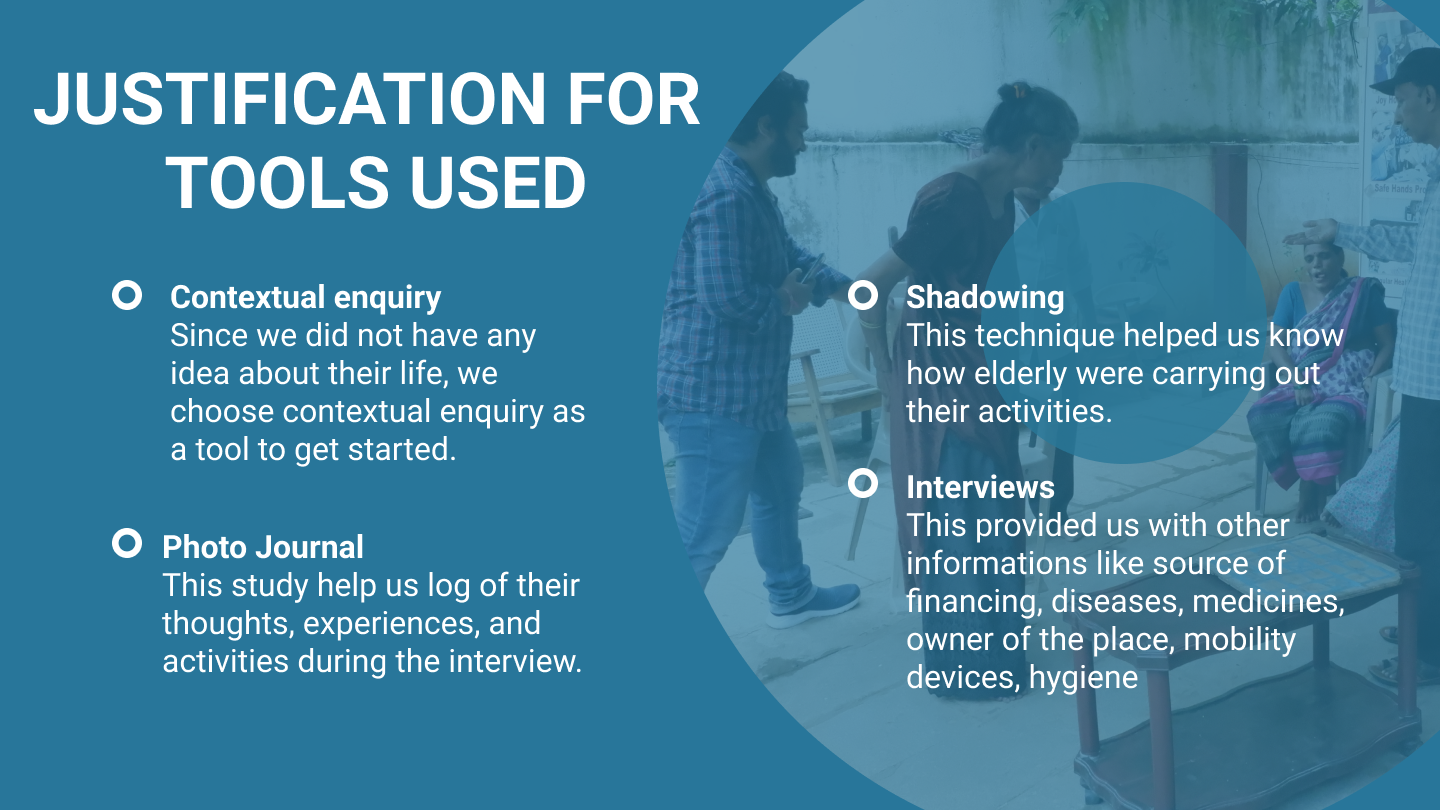 JUSTIFICATION FOR
TOOLS USED
Contextual enquiry
Since we did not have any
idea about their life, we
choose contextual enquiry as
a tool to get started.
Photo Journal
This study help us log of their
thoughts, experiences, and
activities during the interview.
Shadowing
This technique helped us know
how elderly were carrying out
their activities.
Interviews
This provided us with other
informations like source of
financing, diseases, medicines,
owner of the place, mobility
devices, hygiene
Safe Hands